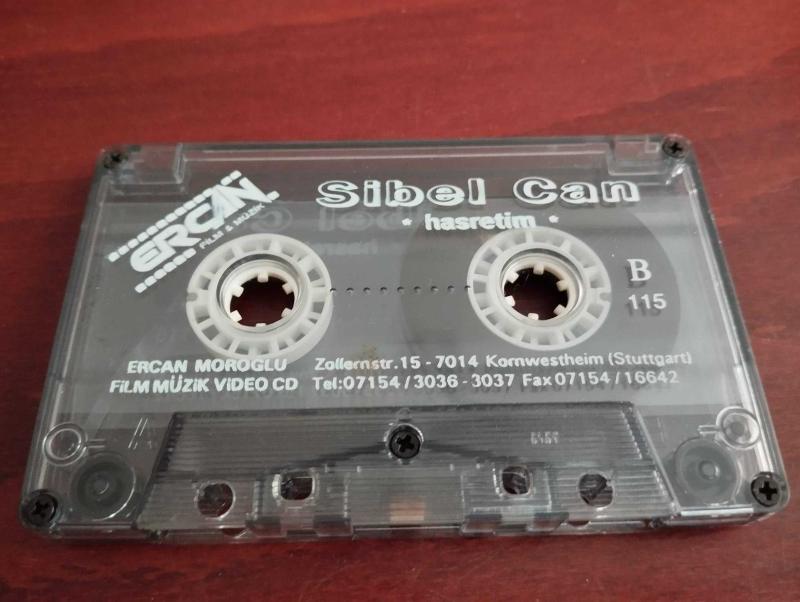 ERCAN
FiLM & MÜZiK
Sibel Can
* hasretim *
B
115
ERCAN MOROGLU
FiLM MÜZiK ViDEO CD
Zollernstr.15 - 7014 Kornwestheim (Stuttgart)
Tel:07154/3036 - 3037 Fax 07154/16642